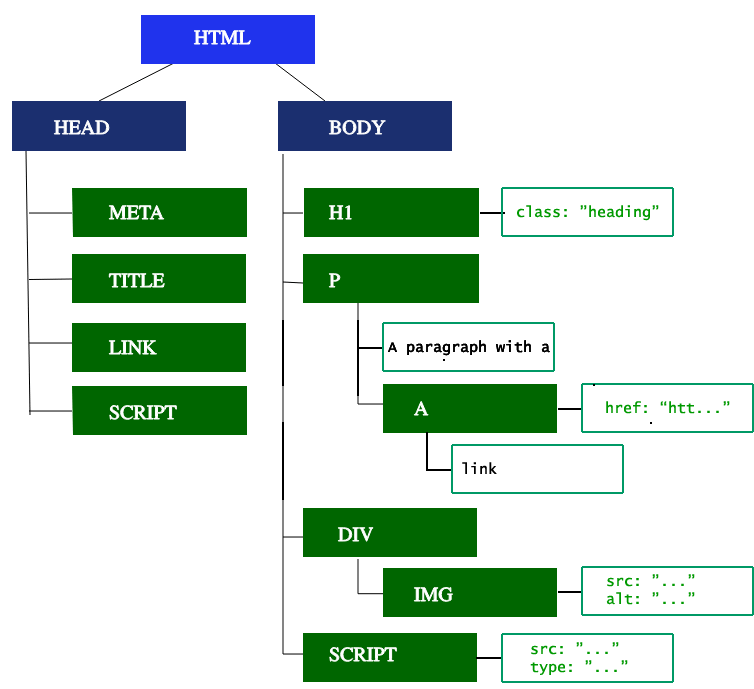 HTML
HEAD
BODY
META
H1
class: "heading”
TITLE
P
LINK
A paragraph with a
SCRIPT
A
href: “htt...”
link
DIV
IMG
src: ”...”
alt: ”...”
SCRIPT
src: ”...”
type: ”...”